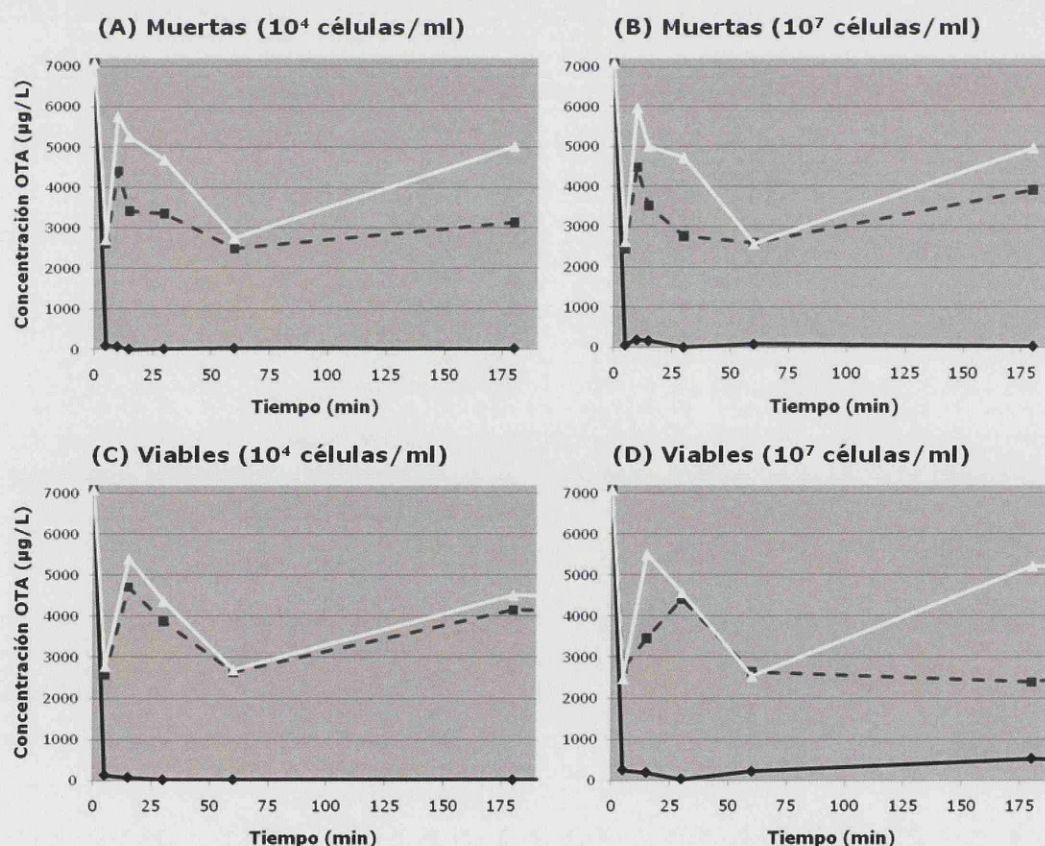 (A) Muertas (10⁴ células/ml)
Concentración OTA (µg/L)
7000
6000
5000
4000
3000
2000
1000
0
0 25 50 75 100 125 150 175
Tiempo (min)
(B) Muertas (10⁷ células/ml)
7000
6000
5000
4000
3000
2000
1000
0
0 25 50 75 100 125 150 175
Tiempo (min)
(C) Viables (10⁴ células/ml)
Concentración OTA (µg/L)
7000
6000
5000
4000
3000
2000
1000
0
0 25 50 75 100 125 150 175
Tiempo (min)
(D) Viables (10⁷ células/ml)
7000
6000
5000
4000
3000
2000
1000
0
0 25 50 75 100 125 150 175
Tiempo (min)